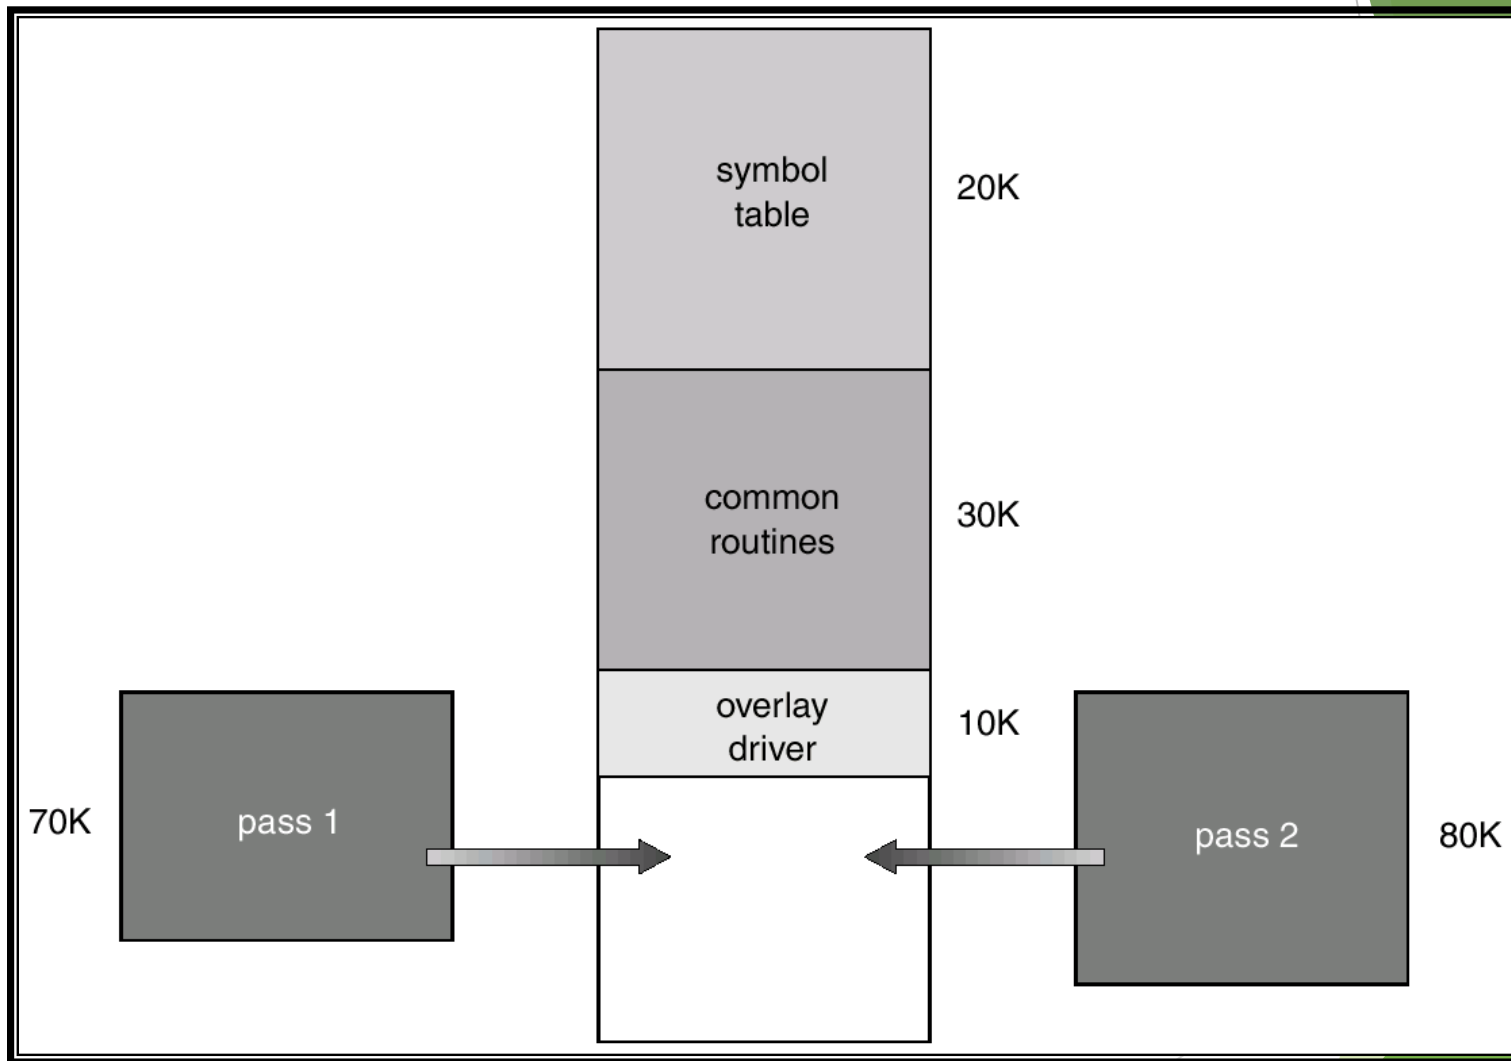 symbol
table
20K
common
routines
30K
overlay
driver
10K
70K
pass 1
pass 2
80K